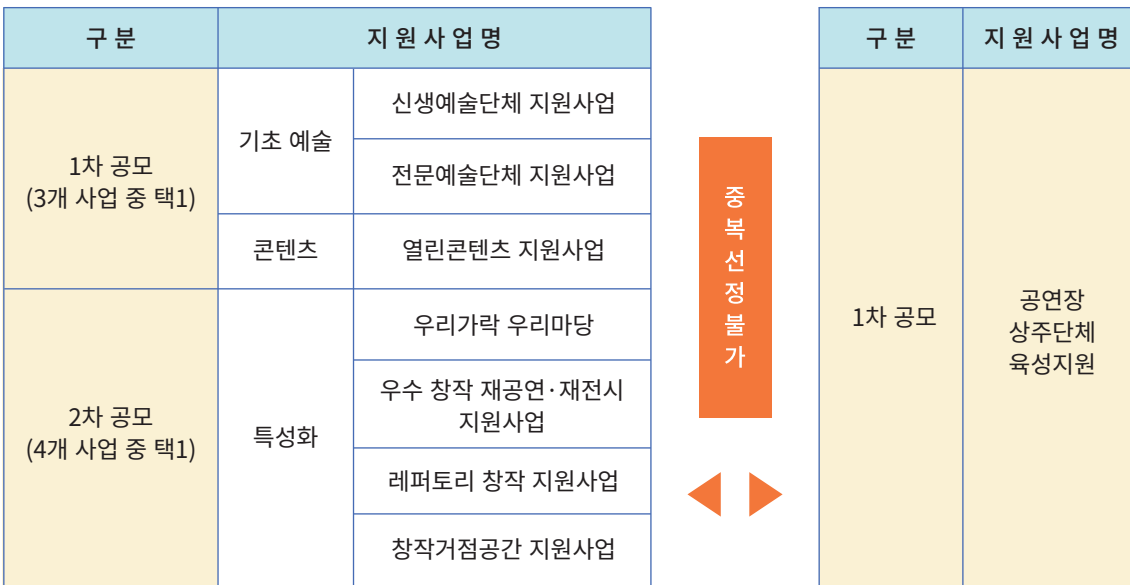 구 분
지 원 사 업 명
1차 공모
(3개 사업 중 택1)
기초 예술
신생예술단체 지원사업
전문예술단체 지원사업
콘텐츠
열린콘텐츠 지원사업
2차 공모
(4개 사업 중 택1)
특성화
우리가락 우리마당
우수 창작 재공연·재전시
지원사업
레퍼토리 창작 지원사업
창작거점공간 지원사업
중
복
선
정
불
가
구 분
지 원 사 업 명
1차 공모
공연장
상주단체
육성지원